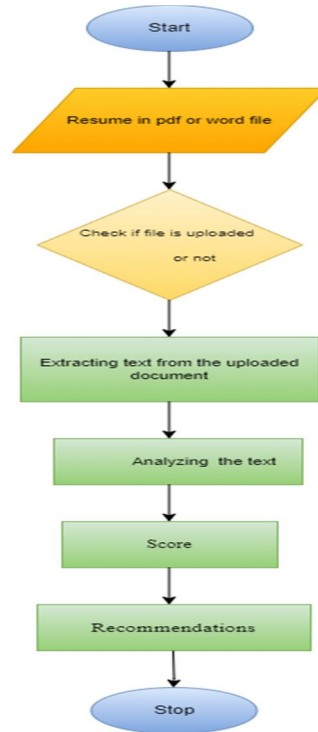 Start
Resume in pdf or word file
Check if file is uploaded
or not
Extracting text from the uploaded
document
Analyzing the text
Score
Recommendations
Stop